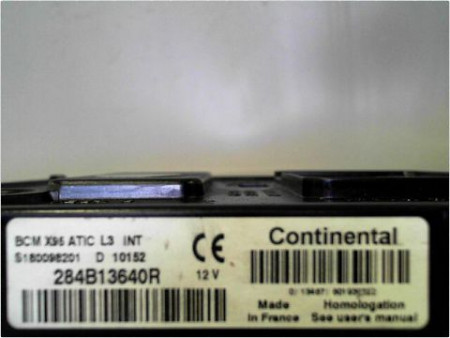 BCM X95 ATIC L3 INT
S180098201 D 10152
284B13640R
12 V
CE
Continental
Made
In France
Homologation
See user's manual